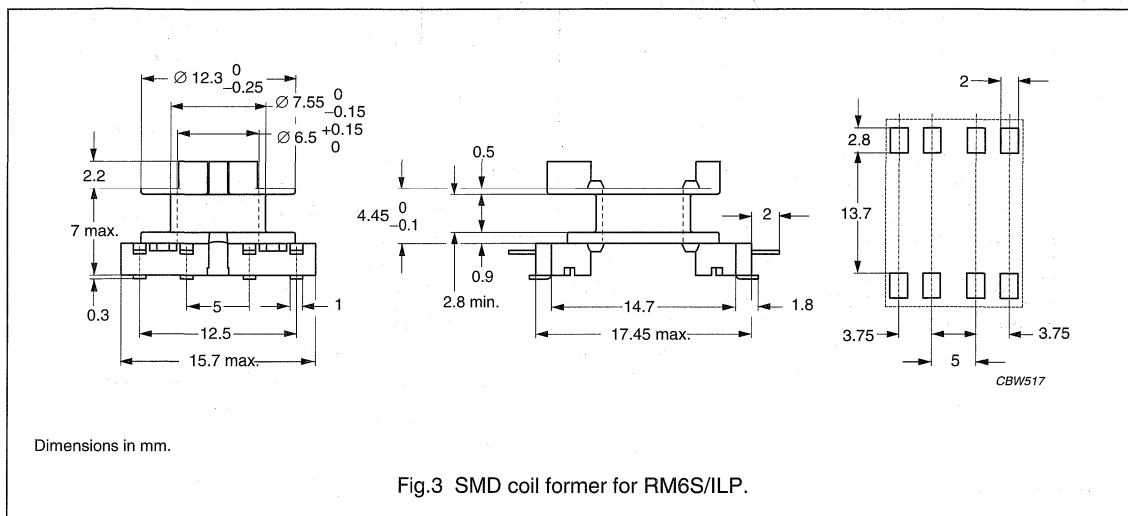 Ø 12.3 0 −0.25
Ø 7.55 0 −0.15
Ø 6.5 +0.15 0
2.2
7 max.
0.3
5
1
12.5
15.7 max.
0.5
4.45 0 −0.1
2
0.9
2.8 min.
14.7
1.8
17.45 max.
2
2.8
13.7
3.75
3.75
5
CBW517
Dimensions in mm.
Fig.3 SMD coil former for RM6S/ILP.